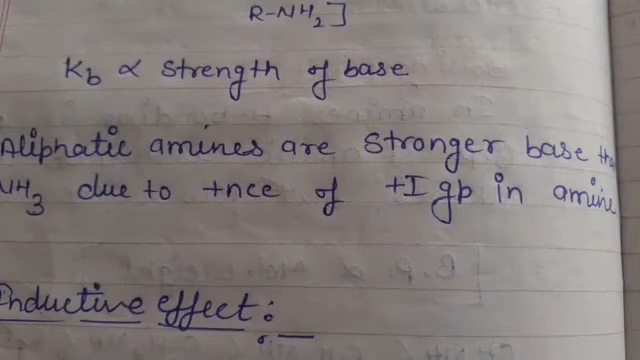 R-NH₂]
Kb ∝ strength of base
Aliphatic amines are stronger base tha
NH₃ due to +nce of +I gp in amine
Inductive effect :